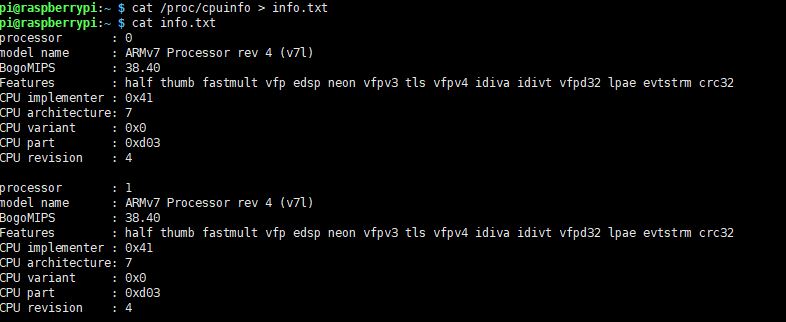 pi@raspberrypi:~ $ cat /proc/cpuinfo > info.txt
pi@raspberrypi:~ $ cat info.txt
processor       : 0
model name      : ARMv7 Processor rev 4 (v7l)
BogoMIPS        : 38.40
Features        : half thumb fastmult vfp edsp neon vfpv3 tls vfpv4 idiva idivt vfpd32 lpae evtstrm crc32
CPU implementer : 0x41
CPU architecture: 7
CPU variant     : 0x0
CPU part        : 0xd03
CPU revision    : 4

processor       : 1
model name      : ARMv7 Processor rev 4 (v7l)
BogoMIPS        : 38.40
Features        : half thumb fastmult vfp edsp neon vfpv3 tls vfpv4 idiva idivt vfpd32 lpae evtstrm crc32
CPU implementer : 0x41
CPU architecture: 7
CPU variant     : 0x0
CPU part        : 0xd03
CPU revision    : 4